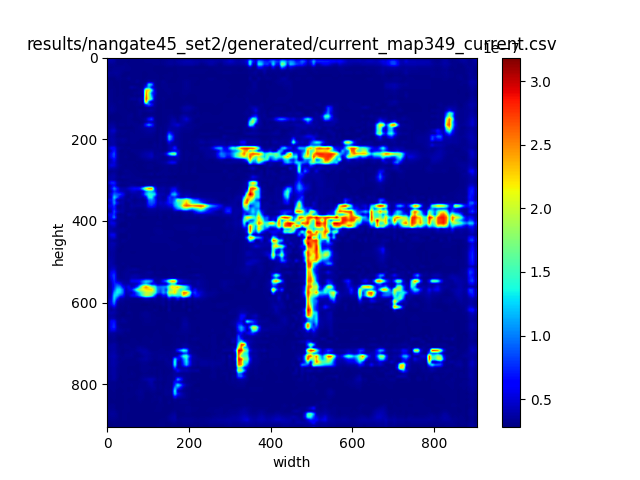 results/nangate45_set2/generated/current_map349_current.csv
1e−7
0
200
400
600
800
height
0 200 400 600 800
width
3.0
2.5
2.0
1.5
1.0
0.5